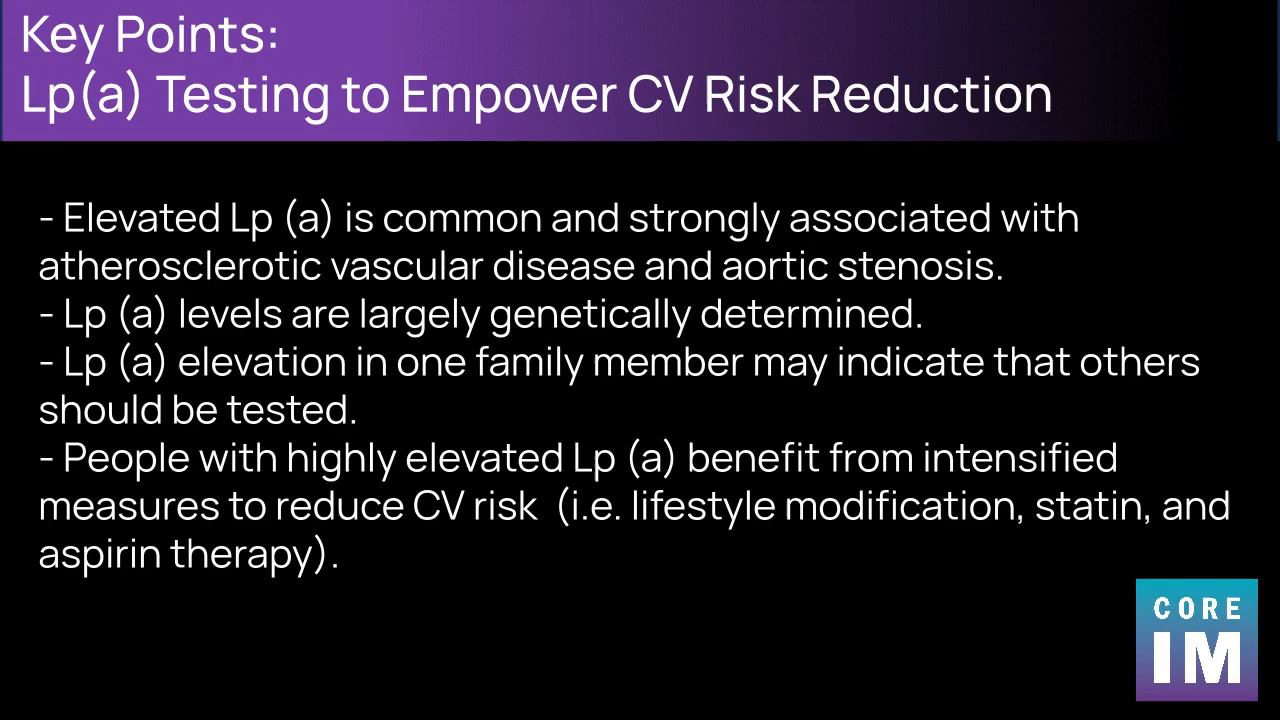 Key Points:
Lp(a) Testing to Empower CV Risk Reduction
- Elevated Lp (a) is common and strongly associated with
atherosclerotic vascular disease and aortic stenosis.
- Lp (a) levels are largely genetically determined.
- Lp (a) elevation in one family member may indicate that others
should be tested.
- People with highly elevated Lp (a) benefit from intensified
measures to reduce CV risk  (i.e. lifestyle modification, statin, and
aspirin therapy).
CORE
IM